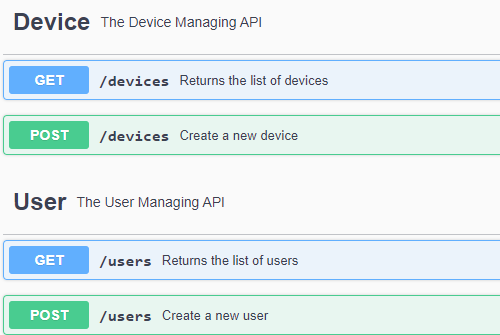 Device The Device Managing API
GET /devices Returns the list of devices
POST /devices Create a new device
User The User Managing API
GET /users Returns the list of users
POST /users Create a new user